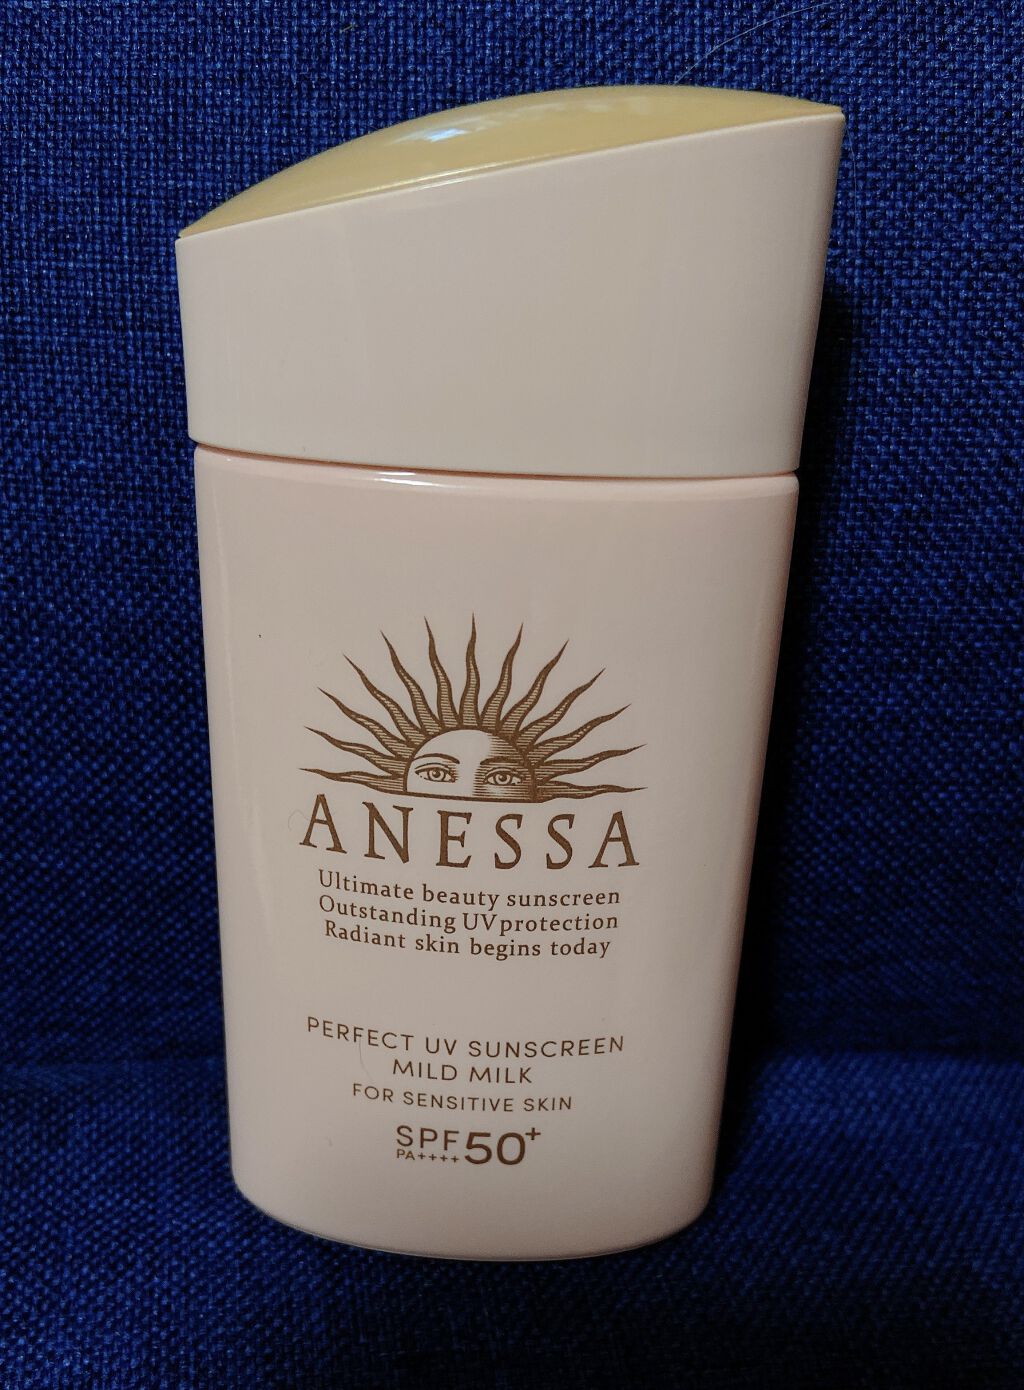 ANESSA
Ultimate beauty sunscreen
Outstanding UV protection
Radiant skin begins today
PERFECT UV SUNSCREEN
MILD MILK
FOR SENSITIVE SKIN
SPF50+
PA++++